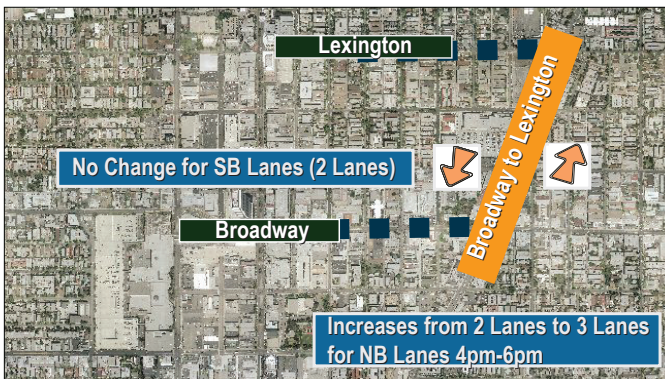 Lexington
Broadway to Lexington
No Change for SB Lanes (2 Lanes)
Broadway
Increases from 2 Lanes to 3 Lanes
for NB Lanes 4pm-6pm